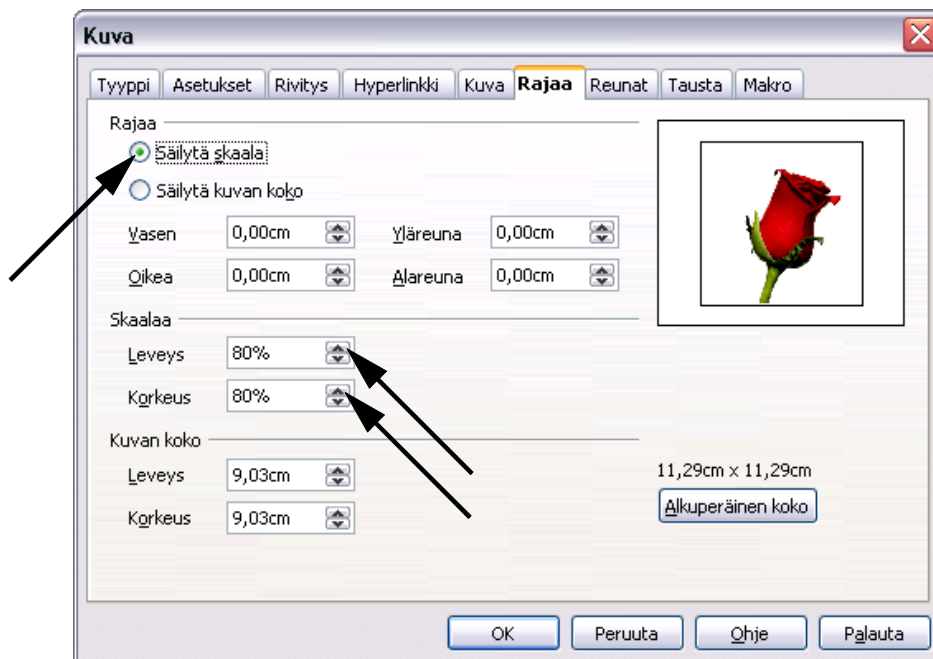 Kuva
Tyyppi Asetukset Rivitys Hyperlinkki Kuva Rajaa Reunat Tausta Makro
Rajaa
Säilytä skaala
Säilytä kuvan koko
Vasen 0,00cm Yläreuna 0,00cm
Oikea 0,00cm Alareuna 0,00cm
Skaalaa
Leveys 80%
Korkeus 80%
Kuvan koko
Leveys 9,03cm 11,29cm x 11,29cm
Korkeus 9,03cm Alkuperäinen koko
OK Peruuta Ohje Palauta